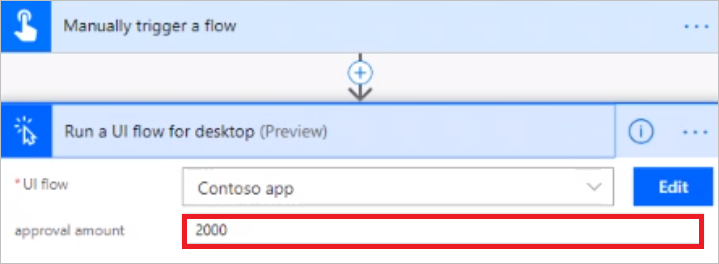 Manually trigger a flow
Run a UI flow for desktop (Preview)
* UI flow
Contoso app
Edit
approval amount
2000